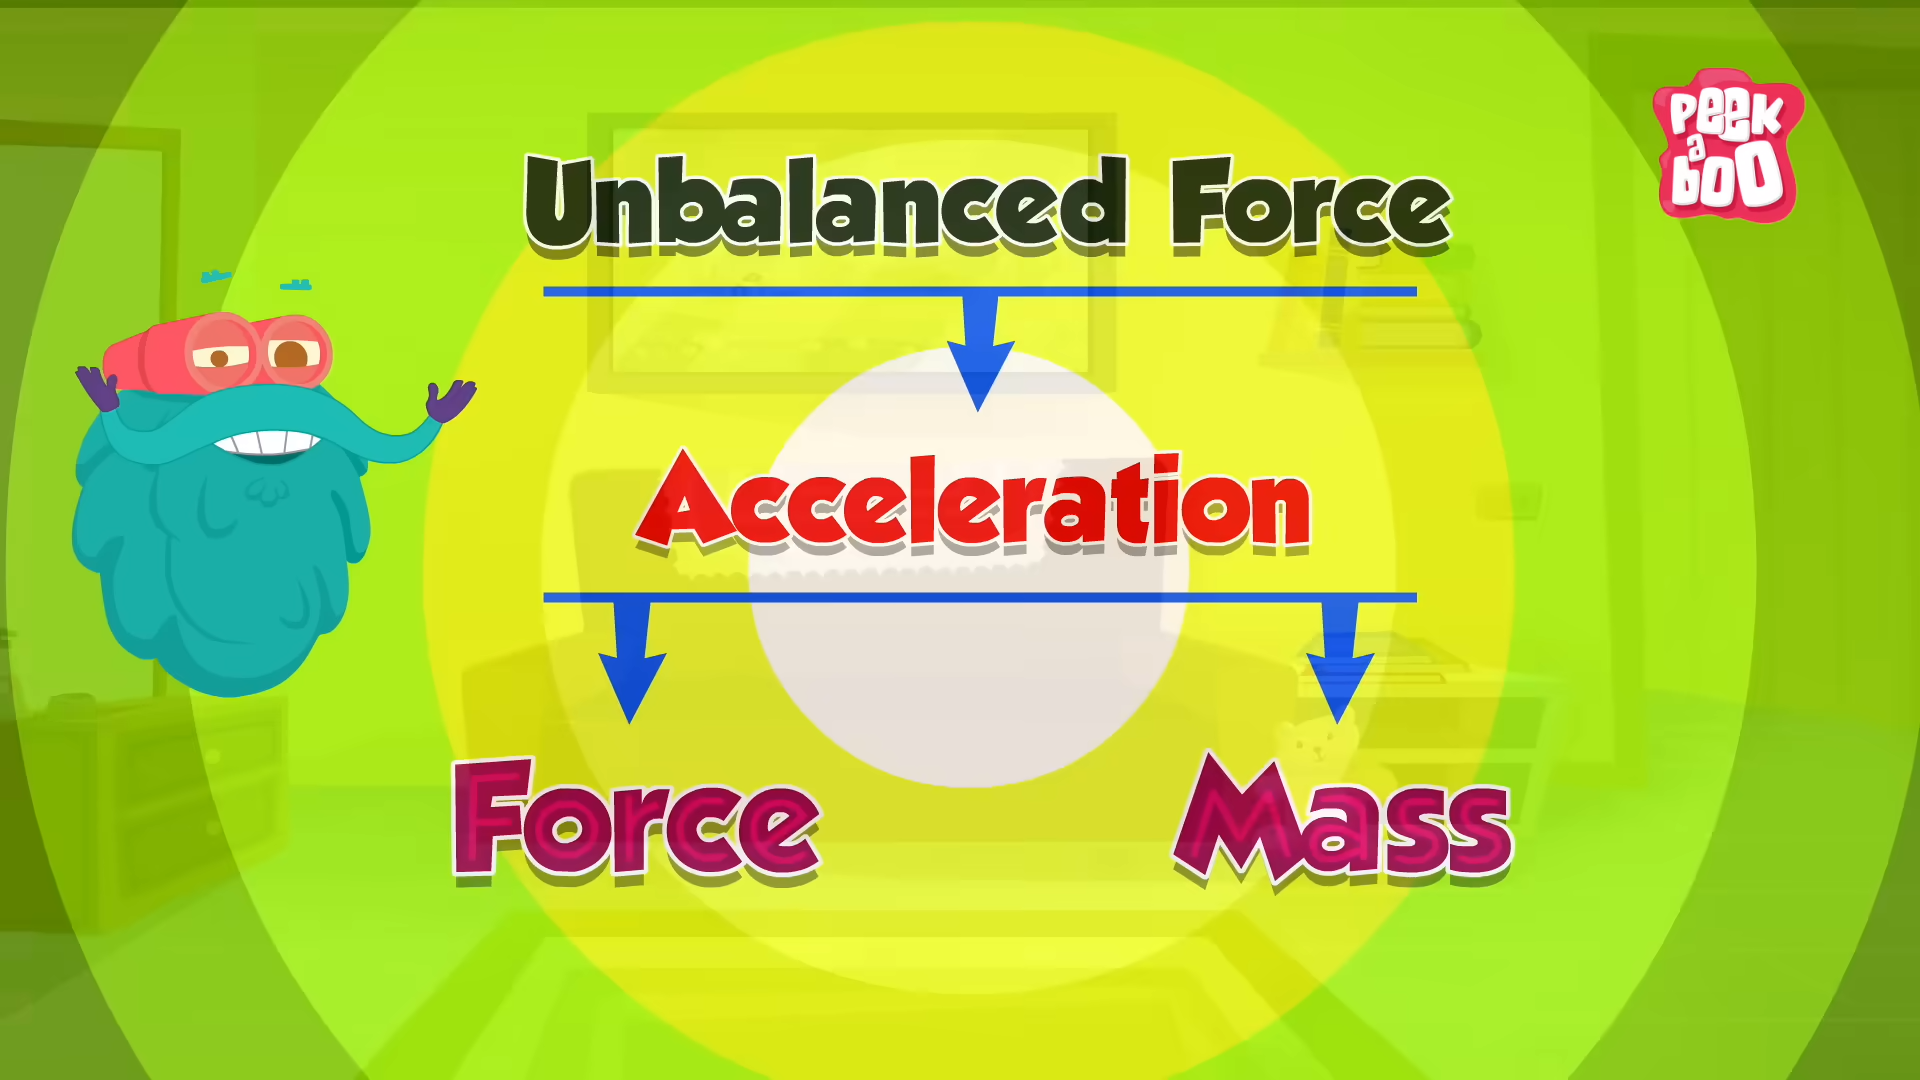 PEEK
a
boo
Unbalanced Force
Acceleration
Force
Mass